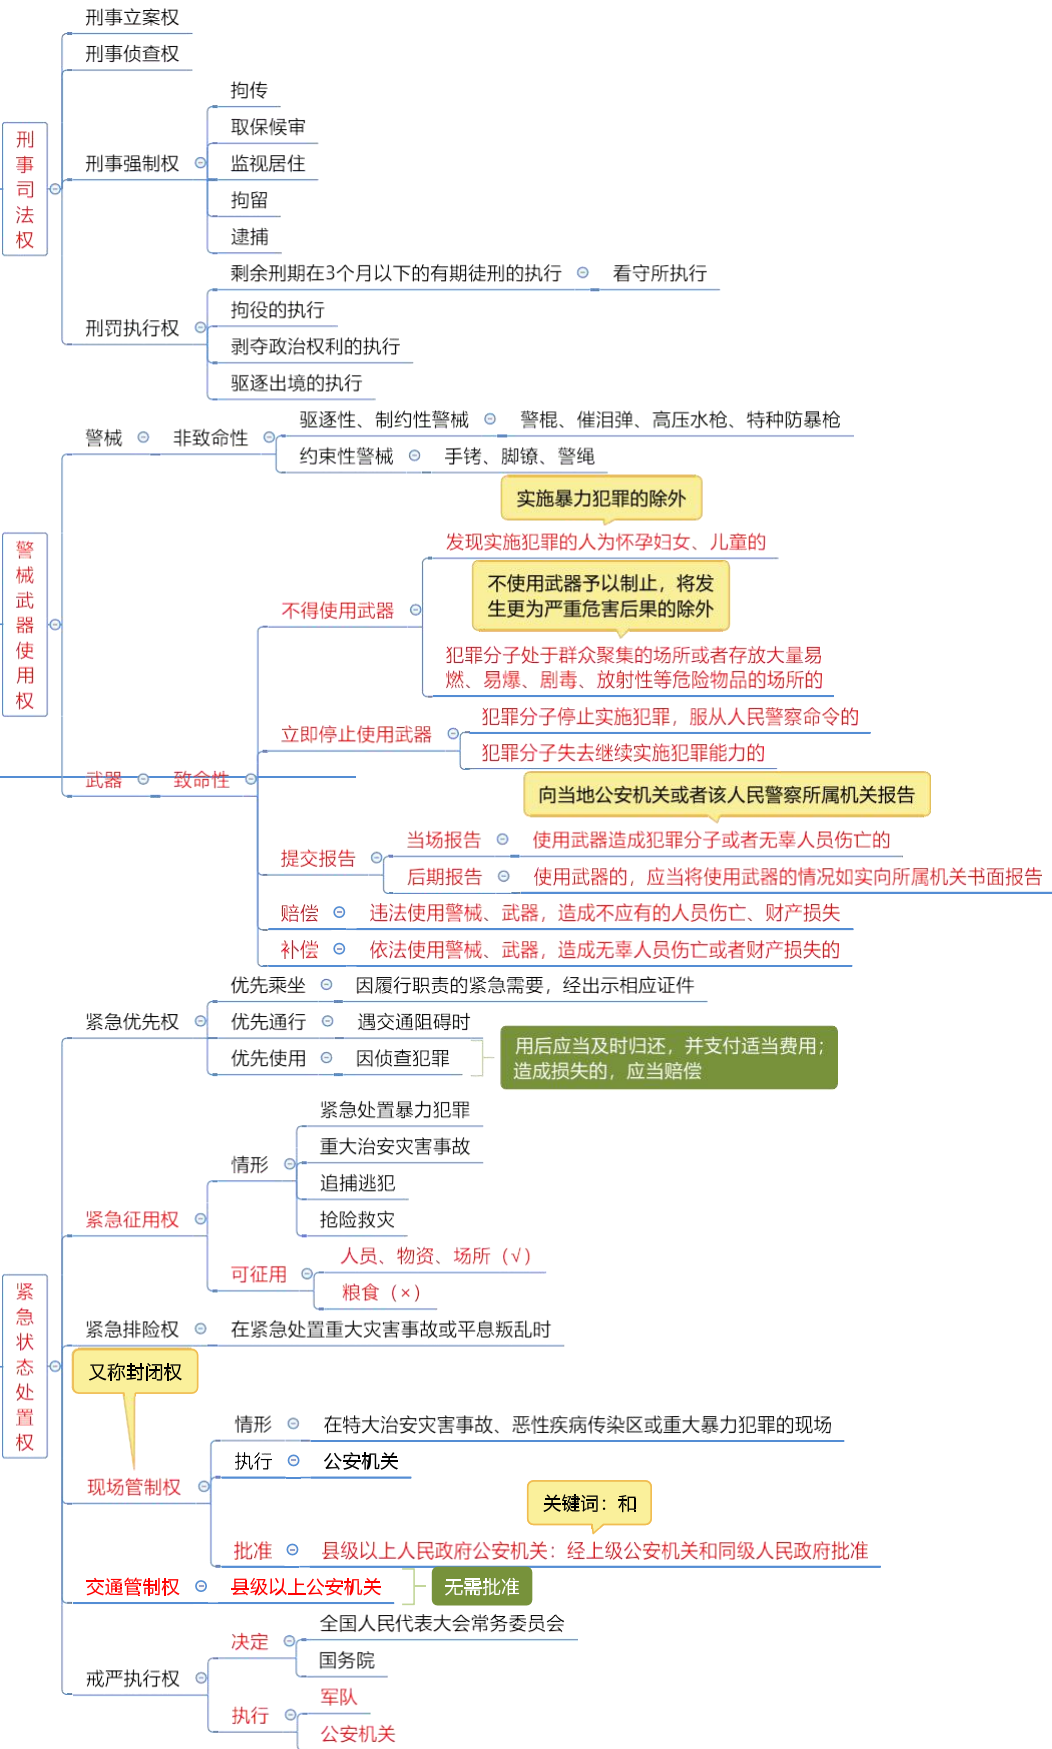 刑事司法权
刑事立案权
刑事侦查权
刑事强制权
拘传
取保候审
监视居住
拘留
逮捕
刑罚执行权
剩余刑期在3个月以下的有期徒刑的执行
看守所执行
拘役的执行
剥夺政治权利的执行
驱逐出境的执行
警械武器使用权
警械
非致命性
驱逐性、制约性警械
警棍、催泪弹、高压水枪、特种防暴枪
约束性警械
手铐、脚镣、警绳
武器
致命性
不得使用武器
实施暴力犯罪的除外
发现实施犯罪的人为怀孕妇女、儿童的
不使用武器予以制止，将发
生更为严重危害后果的除外
犯罪分子处于群众聚集的场所或者存放大量易
燃、易爆、剧毒、放射性等危险物品的场所的
立即停止使用武器
犯罪分子停止实施犯罪，服从人民警察命令的
犯罪分子失去继续实施犯罪能力的
提交报告
向当地公安机关或者该人民警察所属机关报告
当场报告
使用武器造成犯罪分子或者无辜人员伤亡的
后期报告
使用武器的，应当将使用武器的情况如实向所属机关书面报告
赔偿
违法使用警械、武器，造成不应有的人员伤亡、财产损失
补偿
依法使用警械、武器，造成无辜人员伤亡或者财产损失的
紧急状态处置权
紧急优先权
优先乘坐
因履行职责的紧急需要，经出示相应证件
优先通行
遇交通阻碍时
优先使用
因侦查犯罪
用后应当及时归还，并支付适当费用；
造成损失的，应当赔偿
紧急征用权
情形
紧急处置暴力犯罪
重大治安灾害事故
追捕逃犯
抢险救灾
可征用
人员、物资、场所（√）
粮食（×）
紧急排险权
在紧急处置重大灾害事故或平息叛乱时
又称封闭权
现场管制权
情形
在特大治安灾害事故、恶性疾病传染区或重大暴力犯罪的现场
执行
公安机关
关键词：和
批准
县级以上人民政府公安机关：经上级公安机关和同级人民政府批准
交通管制权
县级以上公安机关
无需批准
戒严执行权
决定
全国人民代表大会常务委员会
国务院
执行
军队
公安机关